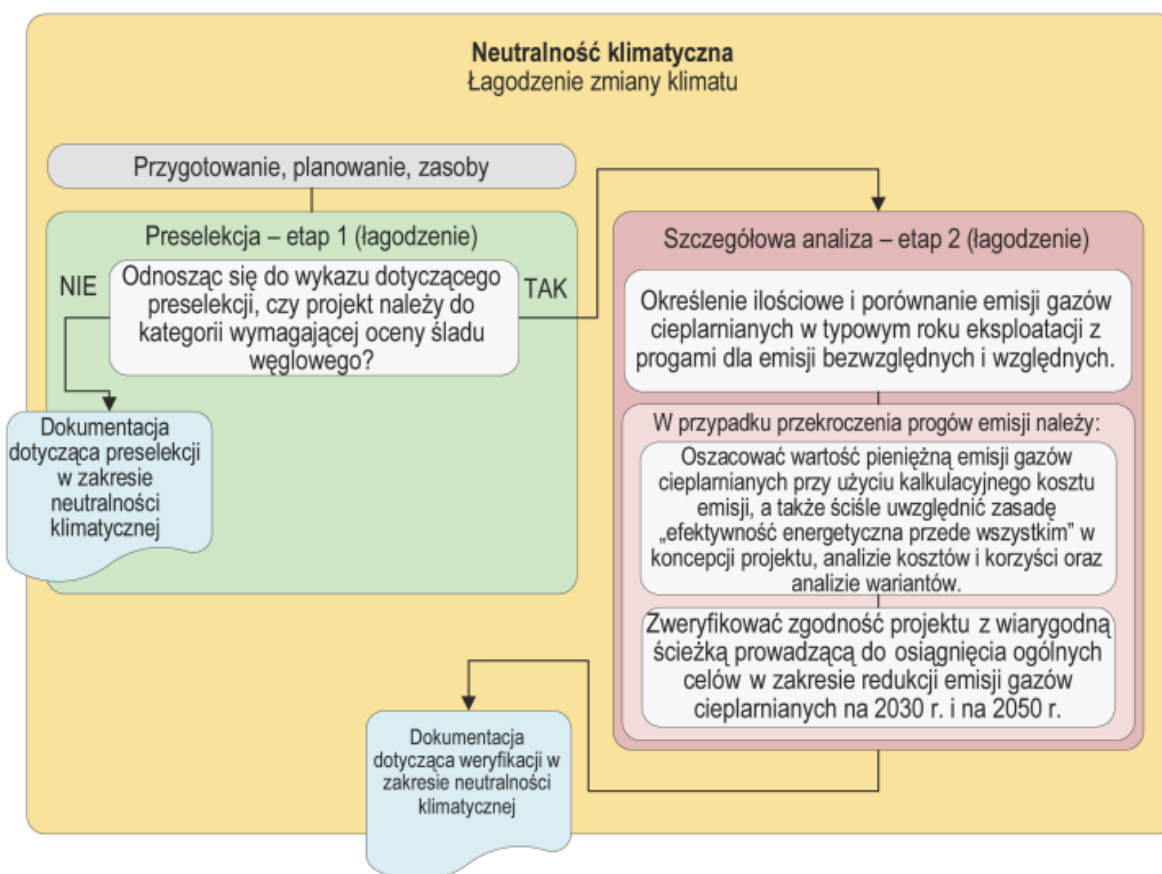 Neutralność klimatyczna
Łagodzenie zmiany klimatu
Przygotowanie, planowanie, zasoby
Preselekcja – etap 1 (łagodzenie)
NIE
Odnosząc się do wykazu dotyczącego
preselekcji, czy projekt należy do
kategorii wymagającej oceny śladu
węglowego?
TAK
Dokumentacja
dotycząca preselekcji
w zakresie
neutralności
klimatycznej
Szczegółowa analiza – etap 2 (łagodzenie)
Określenie ilościowe i porównanie emisji gazów
cieplarnianych w typowym roku eksploatacji z
progami dla emisji bezwzględnych i względnych.
W przypadku przekroczenia progów emisji należy:
Oszacować wartość pieniężną emisji gazów
cieplarnianych przy użyciu kalkulacyjnego kosztu
emisji, a także ściśle uwzględnić zasadę
„efektywność energetyczna przede wszystkim” w
koncepcji projektu, analizie kosztów i korzyści oraz
analizie wariantów.
Zweryfikować zgodność projektu z wiarygodną
ścieżką prowadzącą do osiągnięcia ogólnych
celów w zakresie redukcji emisji gazów
cieplarnianych na 2030 r. i na 2050 r.
Dokumentacja
dotycząca weryfikacji w
zakresie neutralności
klimatycznej